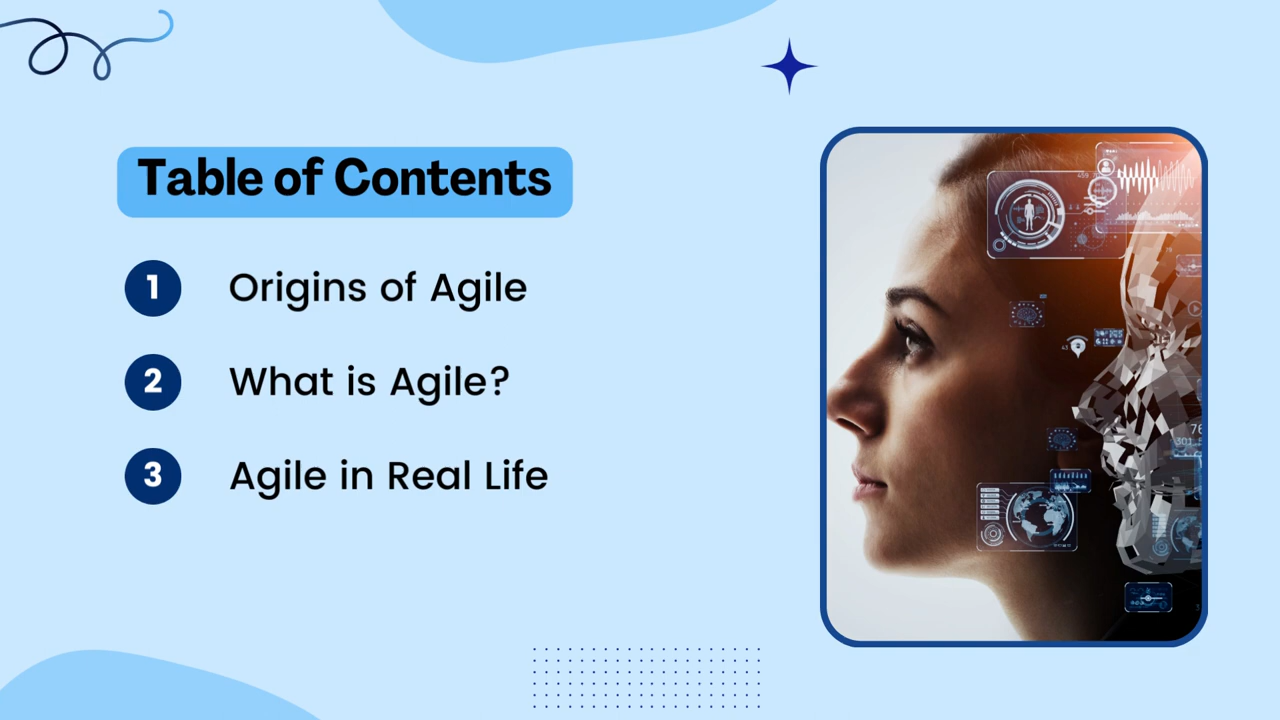 Table of Contents
1 Origins of Agile
2 What is Agile?
3 Agile in Real Life